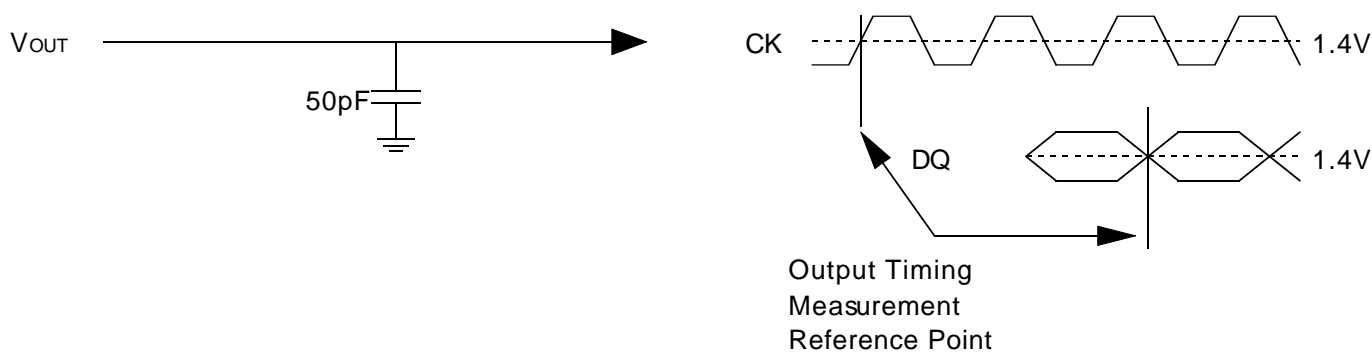 VOUT
50pF
CK
1.4V
DQ
1.4V
Output Timing
Measurement
Reference Point